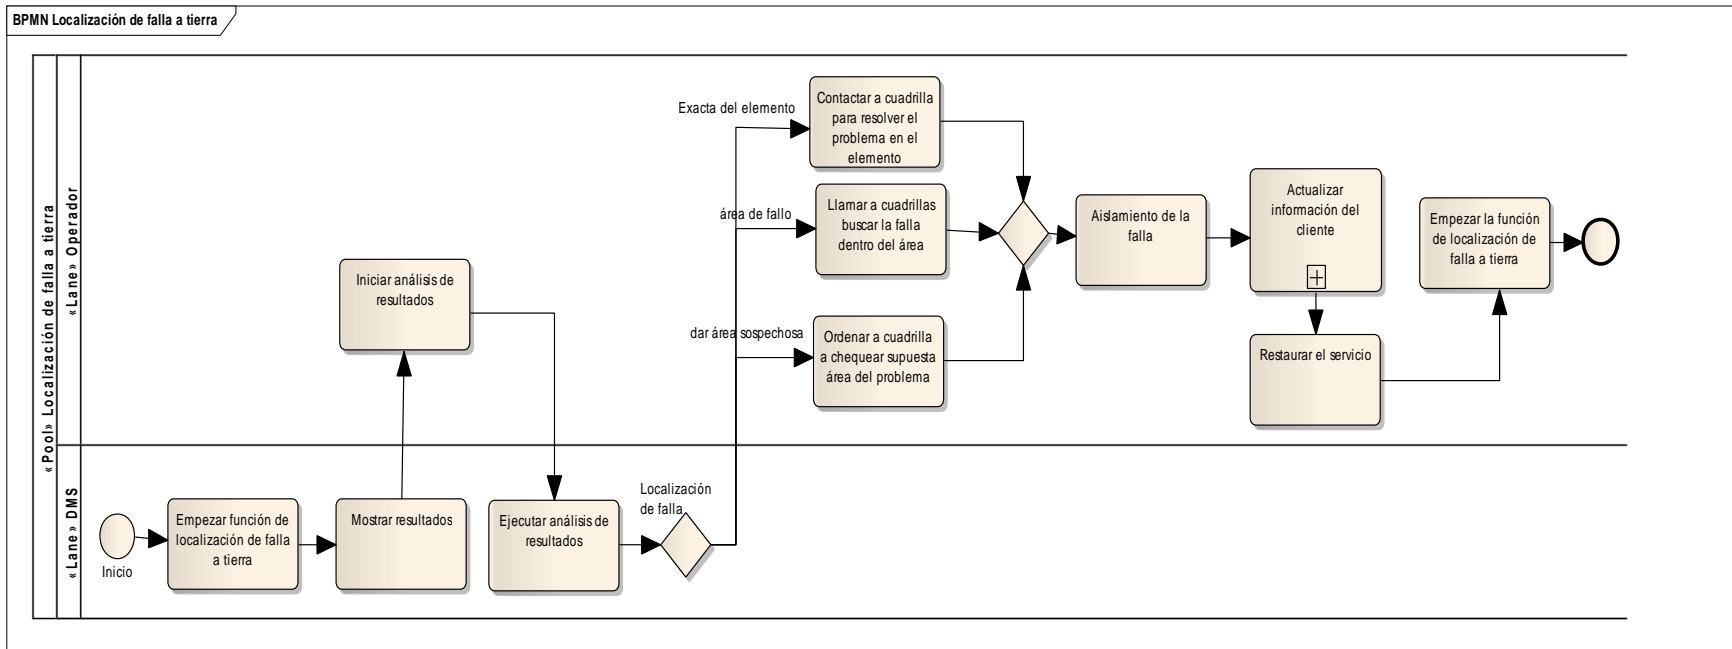 BPMN Localización de falla a tierra
«Pool» Localización de falla a tierra
«Lane» Operador
«Lane» DMS
Inicio
Empezar función de
localización de falla
a tierra
Mostrar resultados
Iniciar análisis de
resultados
Ejecutar análisis de
resultados
Localización
de falla
Exacta del elemento
área de fallo
dar área sospechosa
Contactar a cuadrilla
para resolver el
problema en el
elemento
Llamar a cuadrillas
buscar la falla
dentro del área
Ordenar a cuadrilla
a chequear supuesta
área del problema
Aislamiento de la
falla
Actualizar
información del
cliente
Restaurar el servicio
Empezar la función
de localización de
falla a tierra